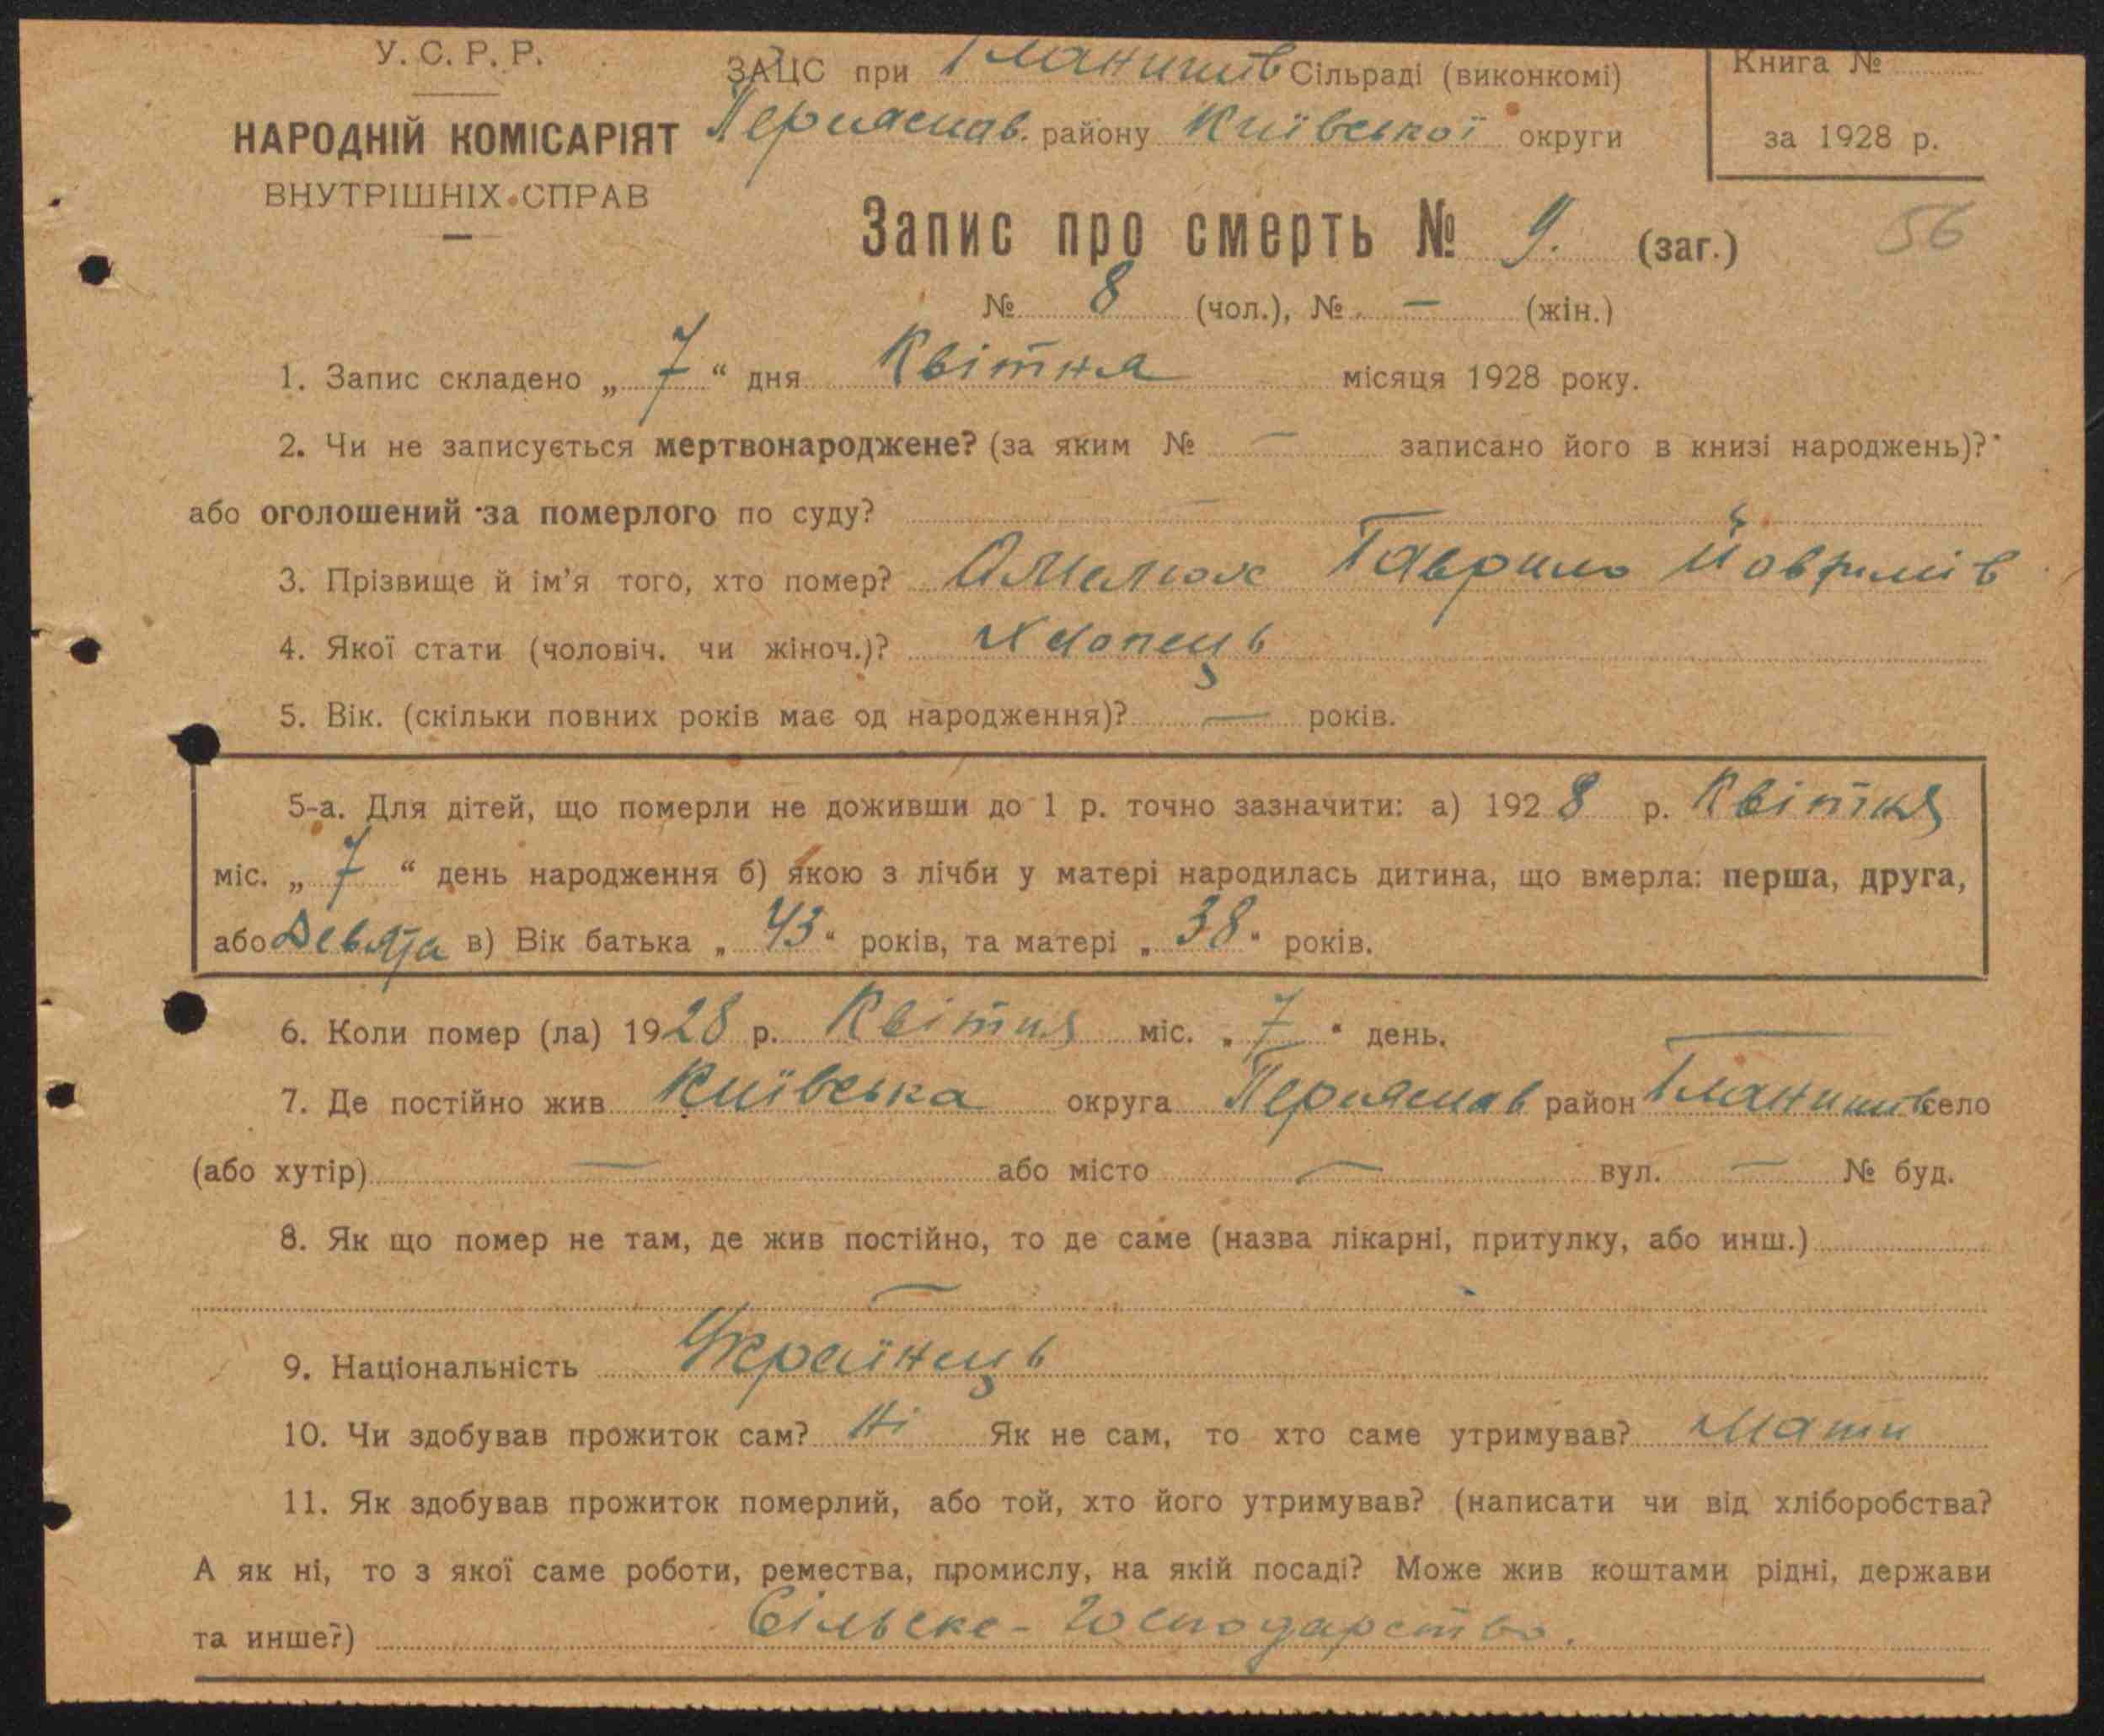 У. С. Р. Р.
НАРОДНІЙ КОМІСАРІЯТ
ВНУТРІШНІХ СПРАВ
ЗАЦС при Гланишів Сільраді (виконкомі)
району Київської округи
Книга №
за 1928 р.
Запис про смерть № 9. (заг.)
56
№ 8 (чол.), № — (жін.)
1. Запис складено „ 7 “ дня Квітня місяця 1928 року.
2. Чи не записується мертвонароджене? (за яким № — записано його в книзі народжень)?
або оголошений за померлого по суду? —
3. Прізвище й ім’я того, хто помер? Гаврило
4. Якої стати (чоловіч. чи жіноч.)? Хлопець
5. Вік. (скільки повних років має од народження)? — років.
5-а. Для дітей, що померли не доживши до 1 р. точно зазначити: а) 1928 р. Квітня
міс. „ 7 “ день народження б) якою з лічби у матері народилась дитина, що вмерла: перша, друга,
або Девята в) Вік батька „ 43 “ років, та матері „ 38 “ років.
6. Коли помер (ла) 1928 р. Квітня міс. „ 7 “ день.
7. Де постійно жив Київська округа район Гланишів село
(або хутір) — або місто — вул. — № буд.
8. Як що помер не там, де жив постійно, то де саме (назва лікарні, притулку, або инш.)
—
9. Національність Українець
10. Чи здобував прожиток сам? Ні Як не сам, то хто саме утримував? Мати
11. Як здобував прожиток померлий, або той, хто його утримував? (написати чи від хліборобства?
А як ні, то з якої саме роботи, ремества, промислу, на якій посаді? Може жив коштами рідні, держави
та инше?) Сільске-Господарство.